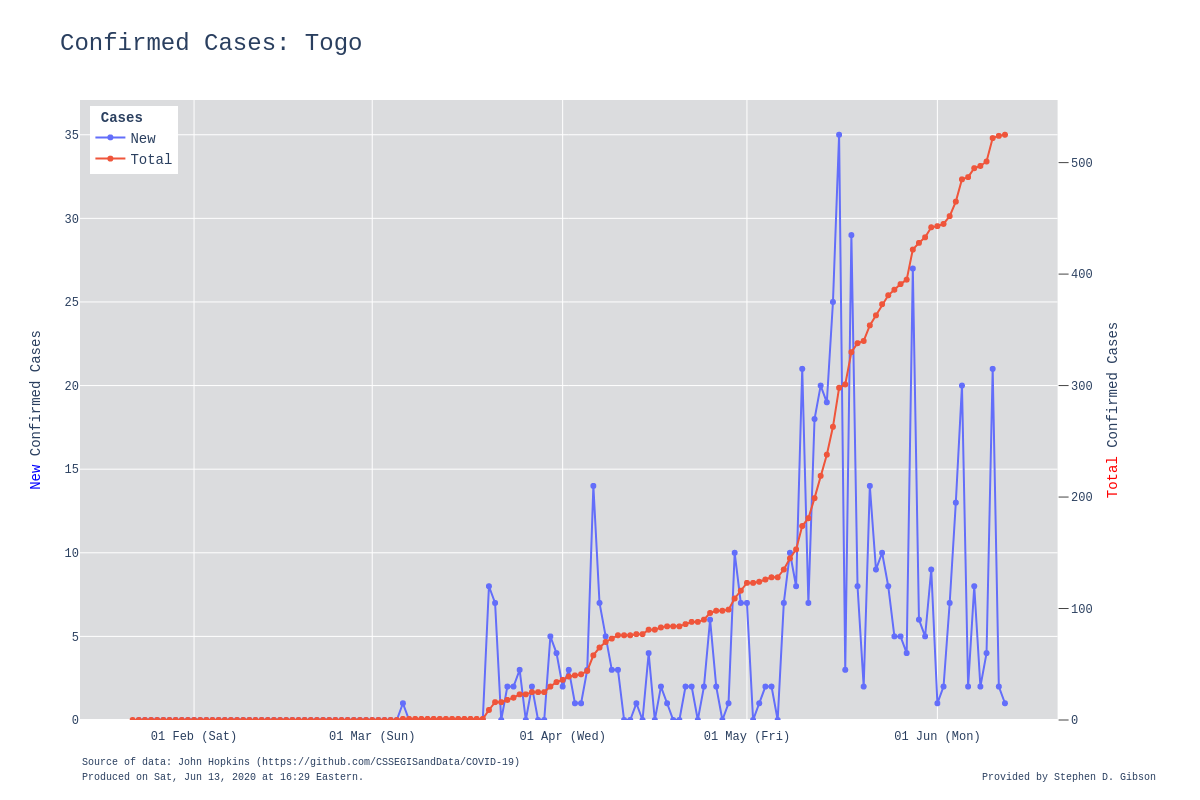 Confirmed Cases: Togo
Cases
New
Total
35
30
25
20
15
10
5
0
500
400
300
200
100
0
New Confirmed Cases
Total Confirmed Cases
01 Feb (Sat)
01 Mar (Sun)
01 Apr (Wed)
01 May (Fri)
01 Jun (Mon)
Source of data: John Hopkins (https://github.com/CSSEGISandData/COVID-19)
Produced on Sat, Jun 13, 2020 at 16:29 Eastern.
Provided by Stephen D. Gibson